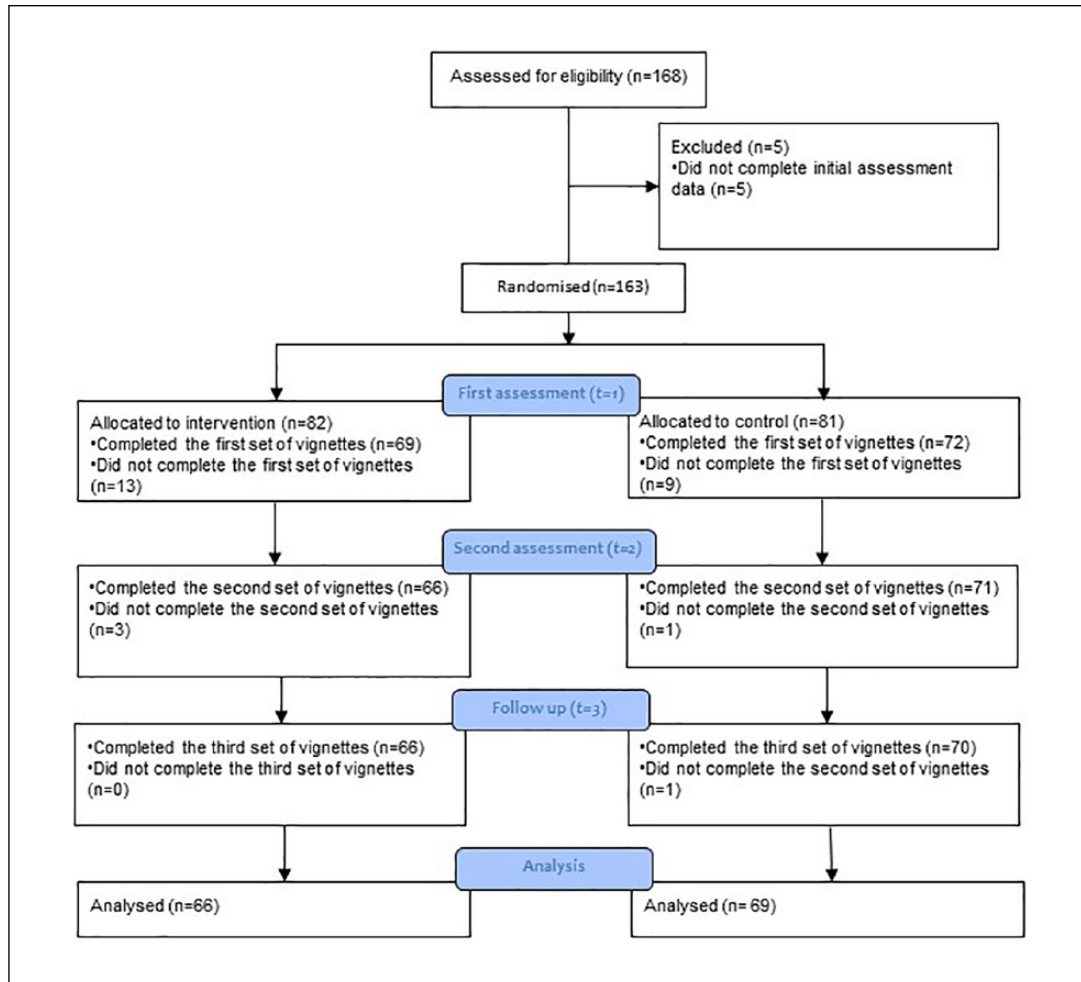 Assessed for eligibility (n=168)
Excluded (n=5)
•Did not complete initial assessment
data (n=5)
Randomised (n=163)
First assessment (t=1)
Allocated to intervention (n=82)
•Completed the first set of vignettes (n=69)
•Did not complete the first set of vignettes
(n=13)
Allocated to control (n=81)
•Completed the first set of vignettes (n=72)
•Did not complete the first set of vignettes
(n=9)
Second assessment (t=2)
•Completed the second set of vignettes (n=66)
•Did not complete the second set of vignettes
(n=3)
•Completed the second set of vignettes (n=71)
•Did not complete the second set of vignettes
(n=1)
Follow up (t=3)
•Completed the third set of vignettes (n=66)
•Did not complete the third set of vignettes
(n=0)
•Completed the third set of vignettes (n=70)
•Did not complete the second set of vignettes
(n=1)
Analysis
Analysed (n=66)
Analysed (n= 69)